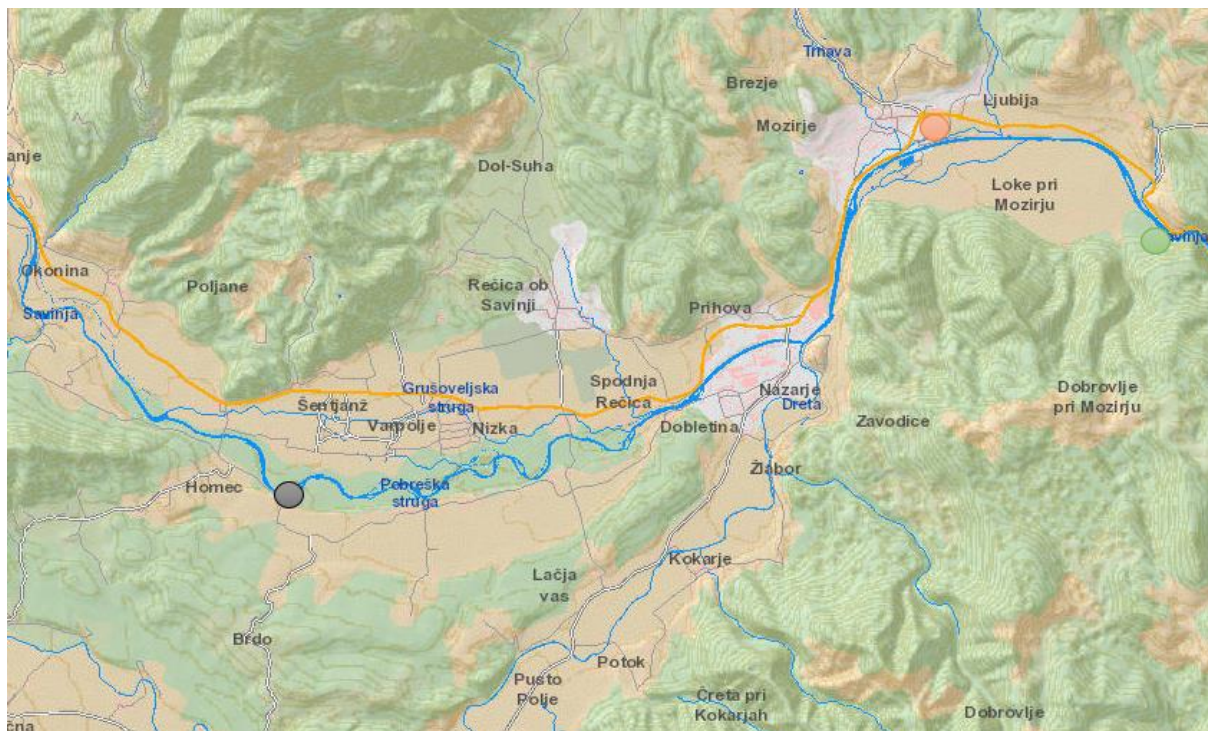 Trnava
Brezje
Ljubija
Mozirje
anje
Dol-Suha
Loke pri
Mozirju
Okonina
Poljane
Rečica ob
Savinji
Prihova
Savinja
Grušoveljska
struga
Spodnja
Rečica
Nazarje
Dobrovlje
pri Mozirju
Šentjanž
Varpolje
Nizka
Dobletina
Dreta
Zavodice
Homec
Pobreška
struga
Žlabor
Kokarje
Lačja
vas
Brdo
Potok
Pusto
Polje
Čreta pri
Kokarjah
Dobrovlje
čna